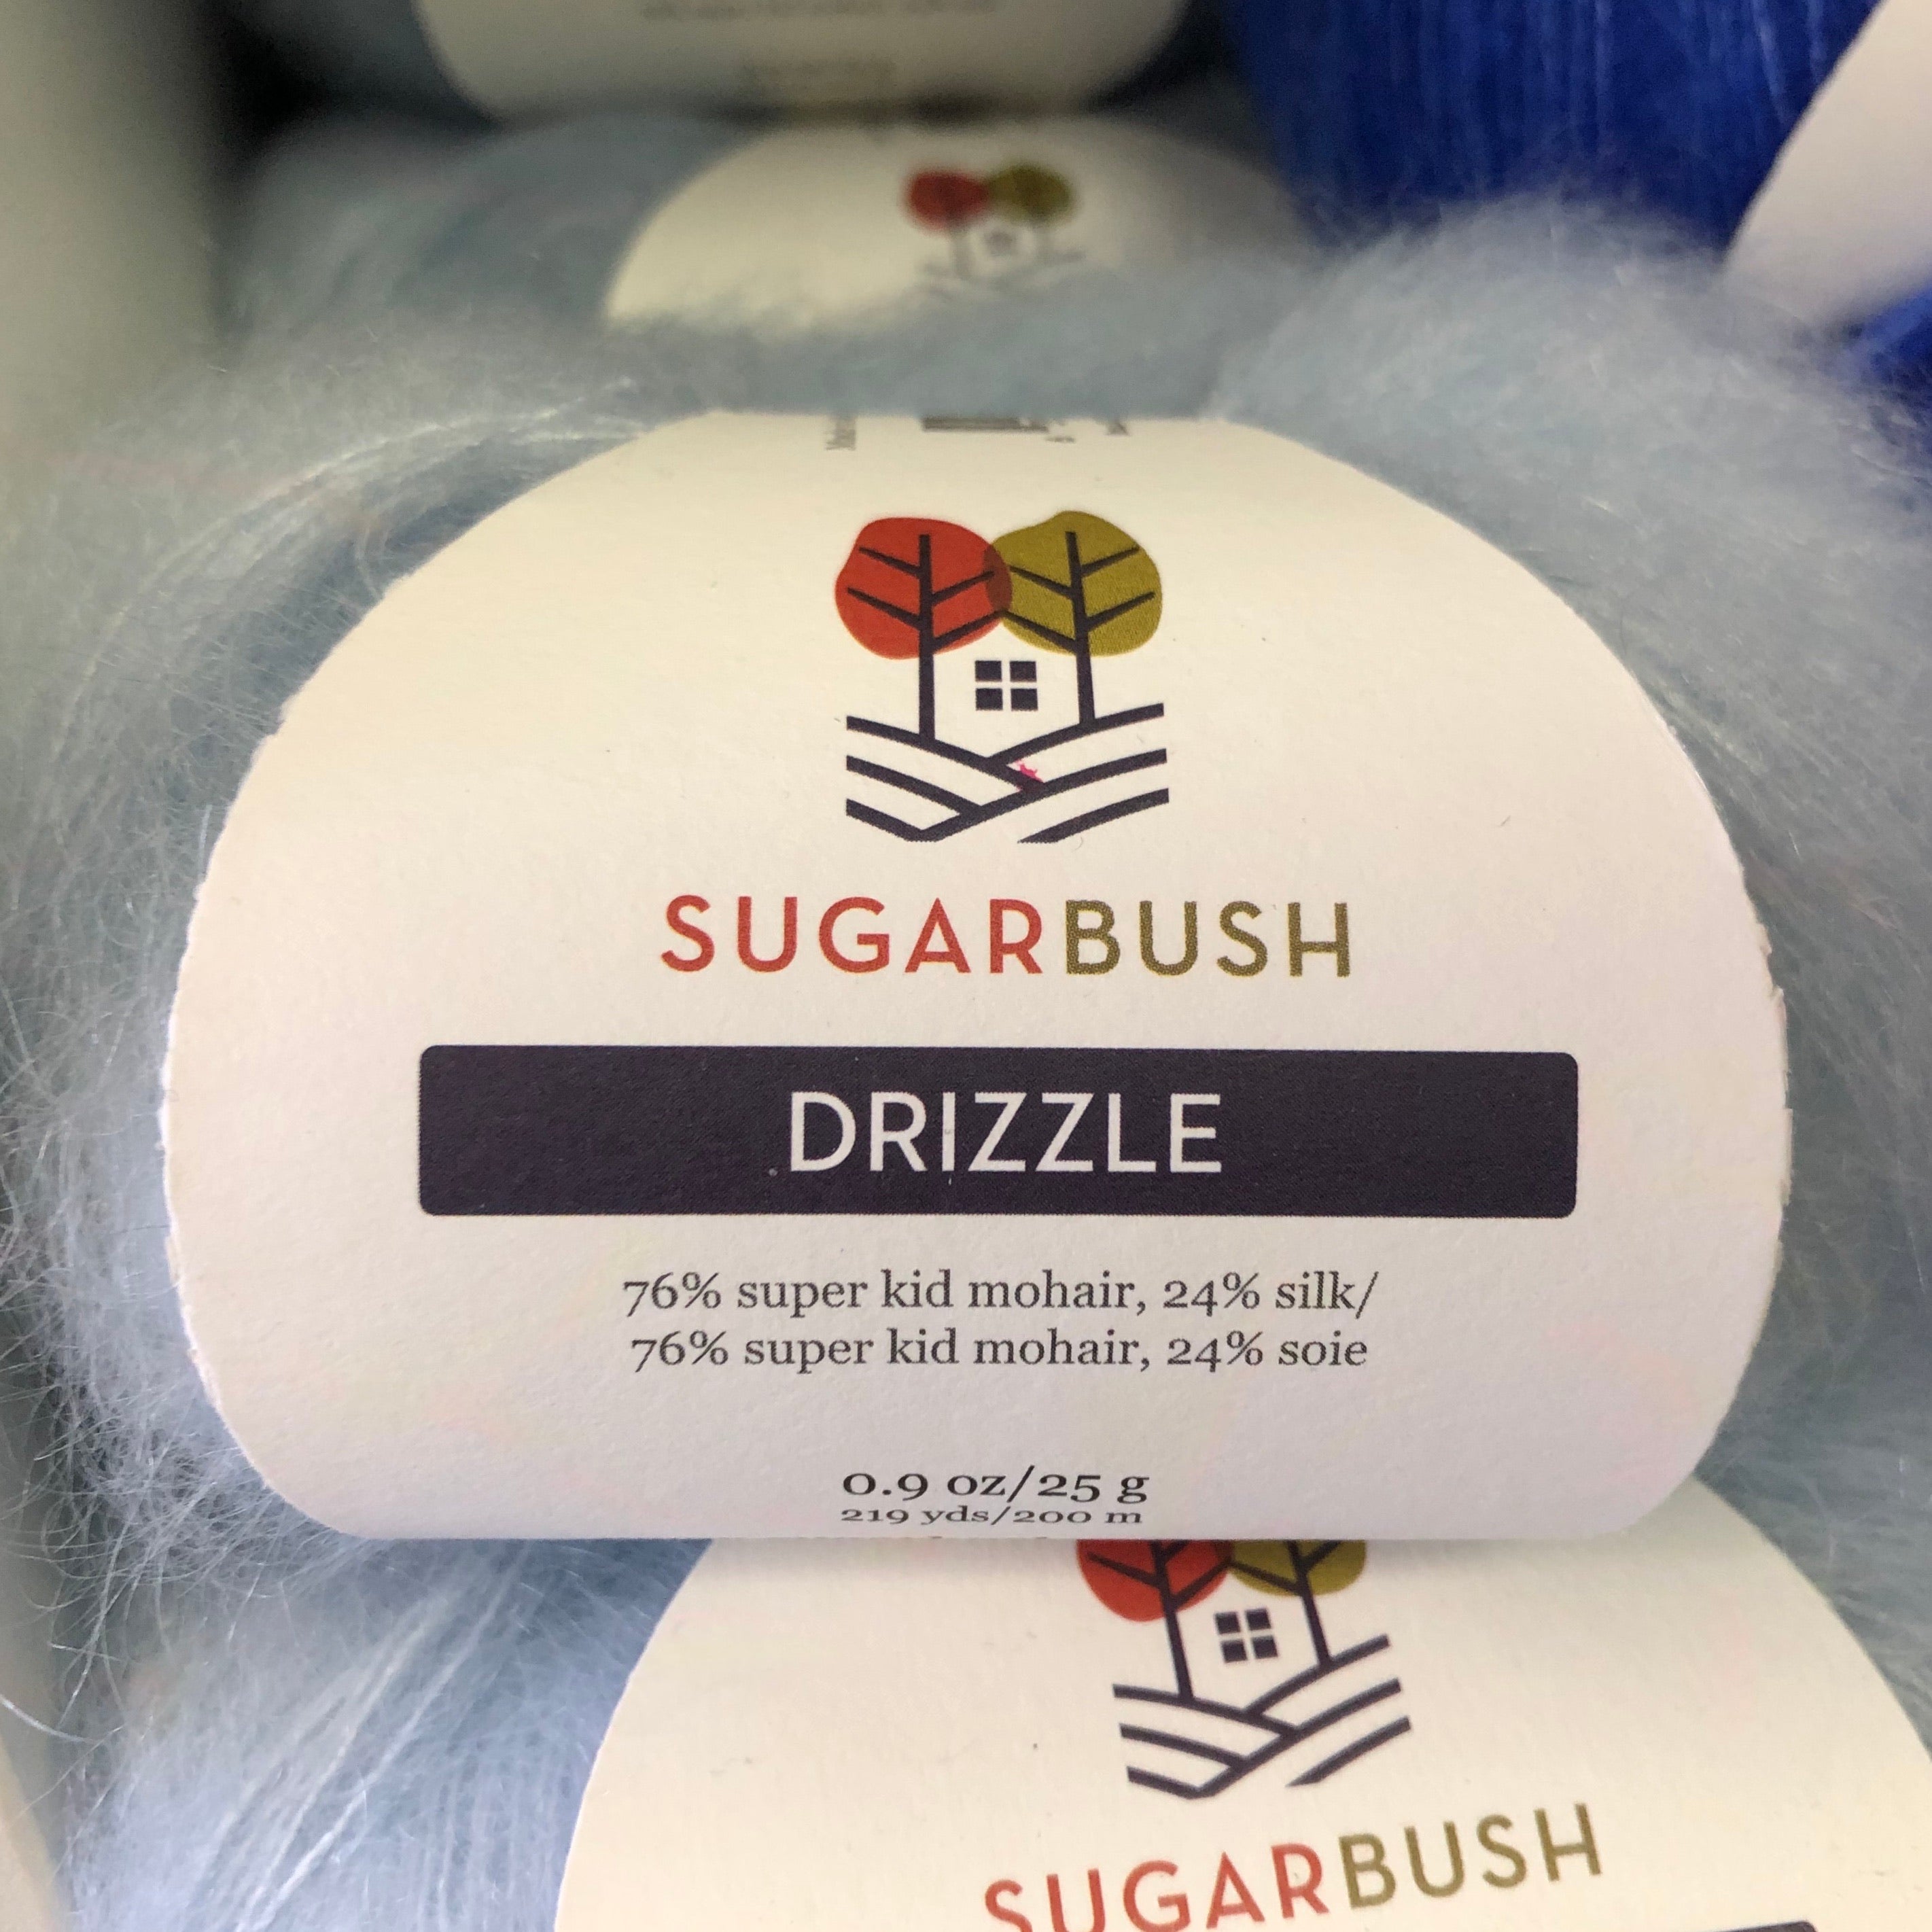 SUGARBUSH
DRIZZLE
76% super kid mohair, 24% silk/
76% super kid mohair, 24% soie
0.9 oz/25 g
219 yds/200 m
SUGARBUSH